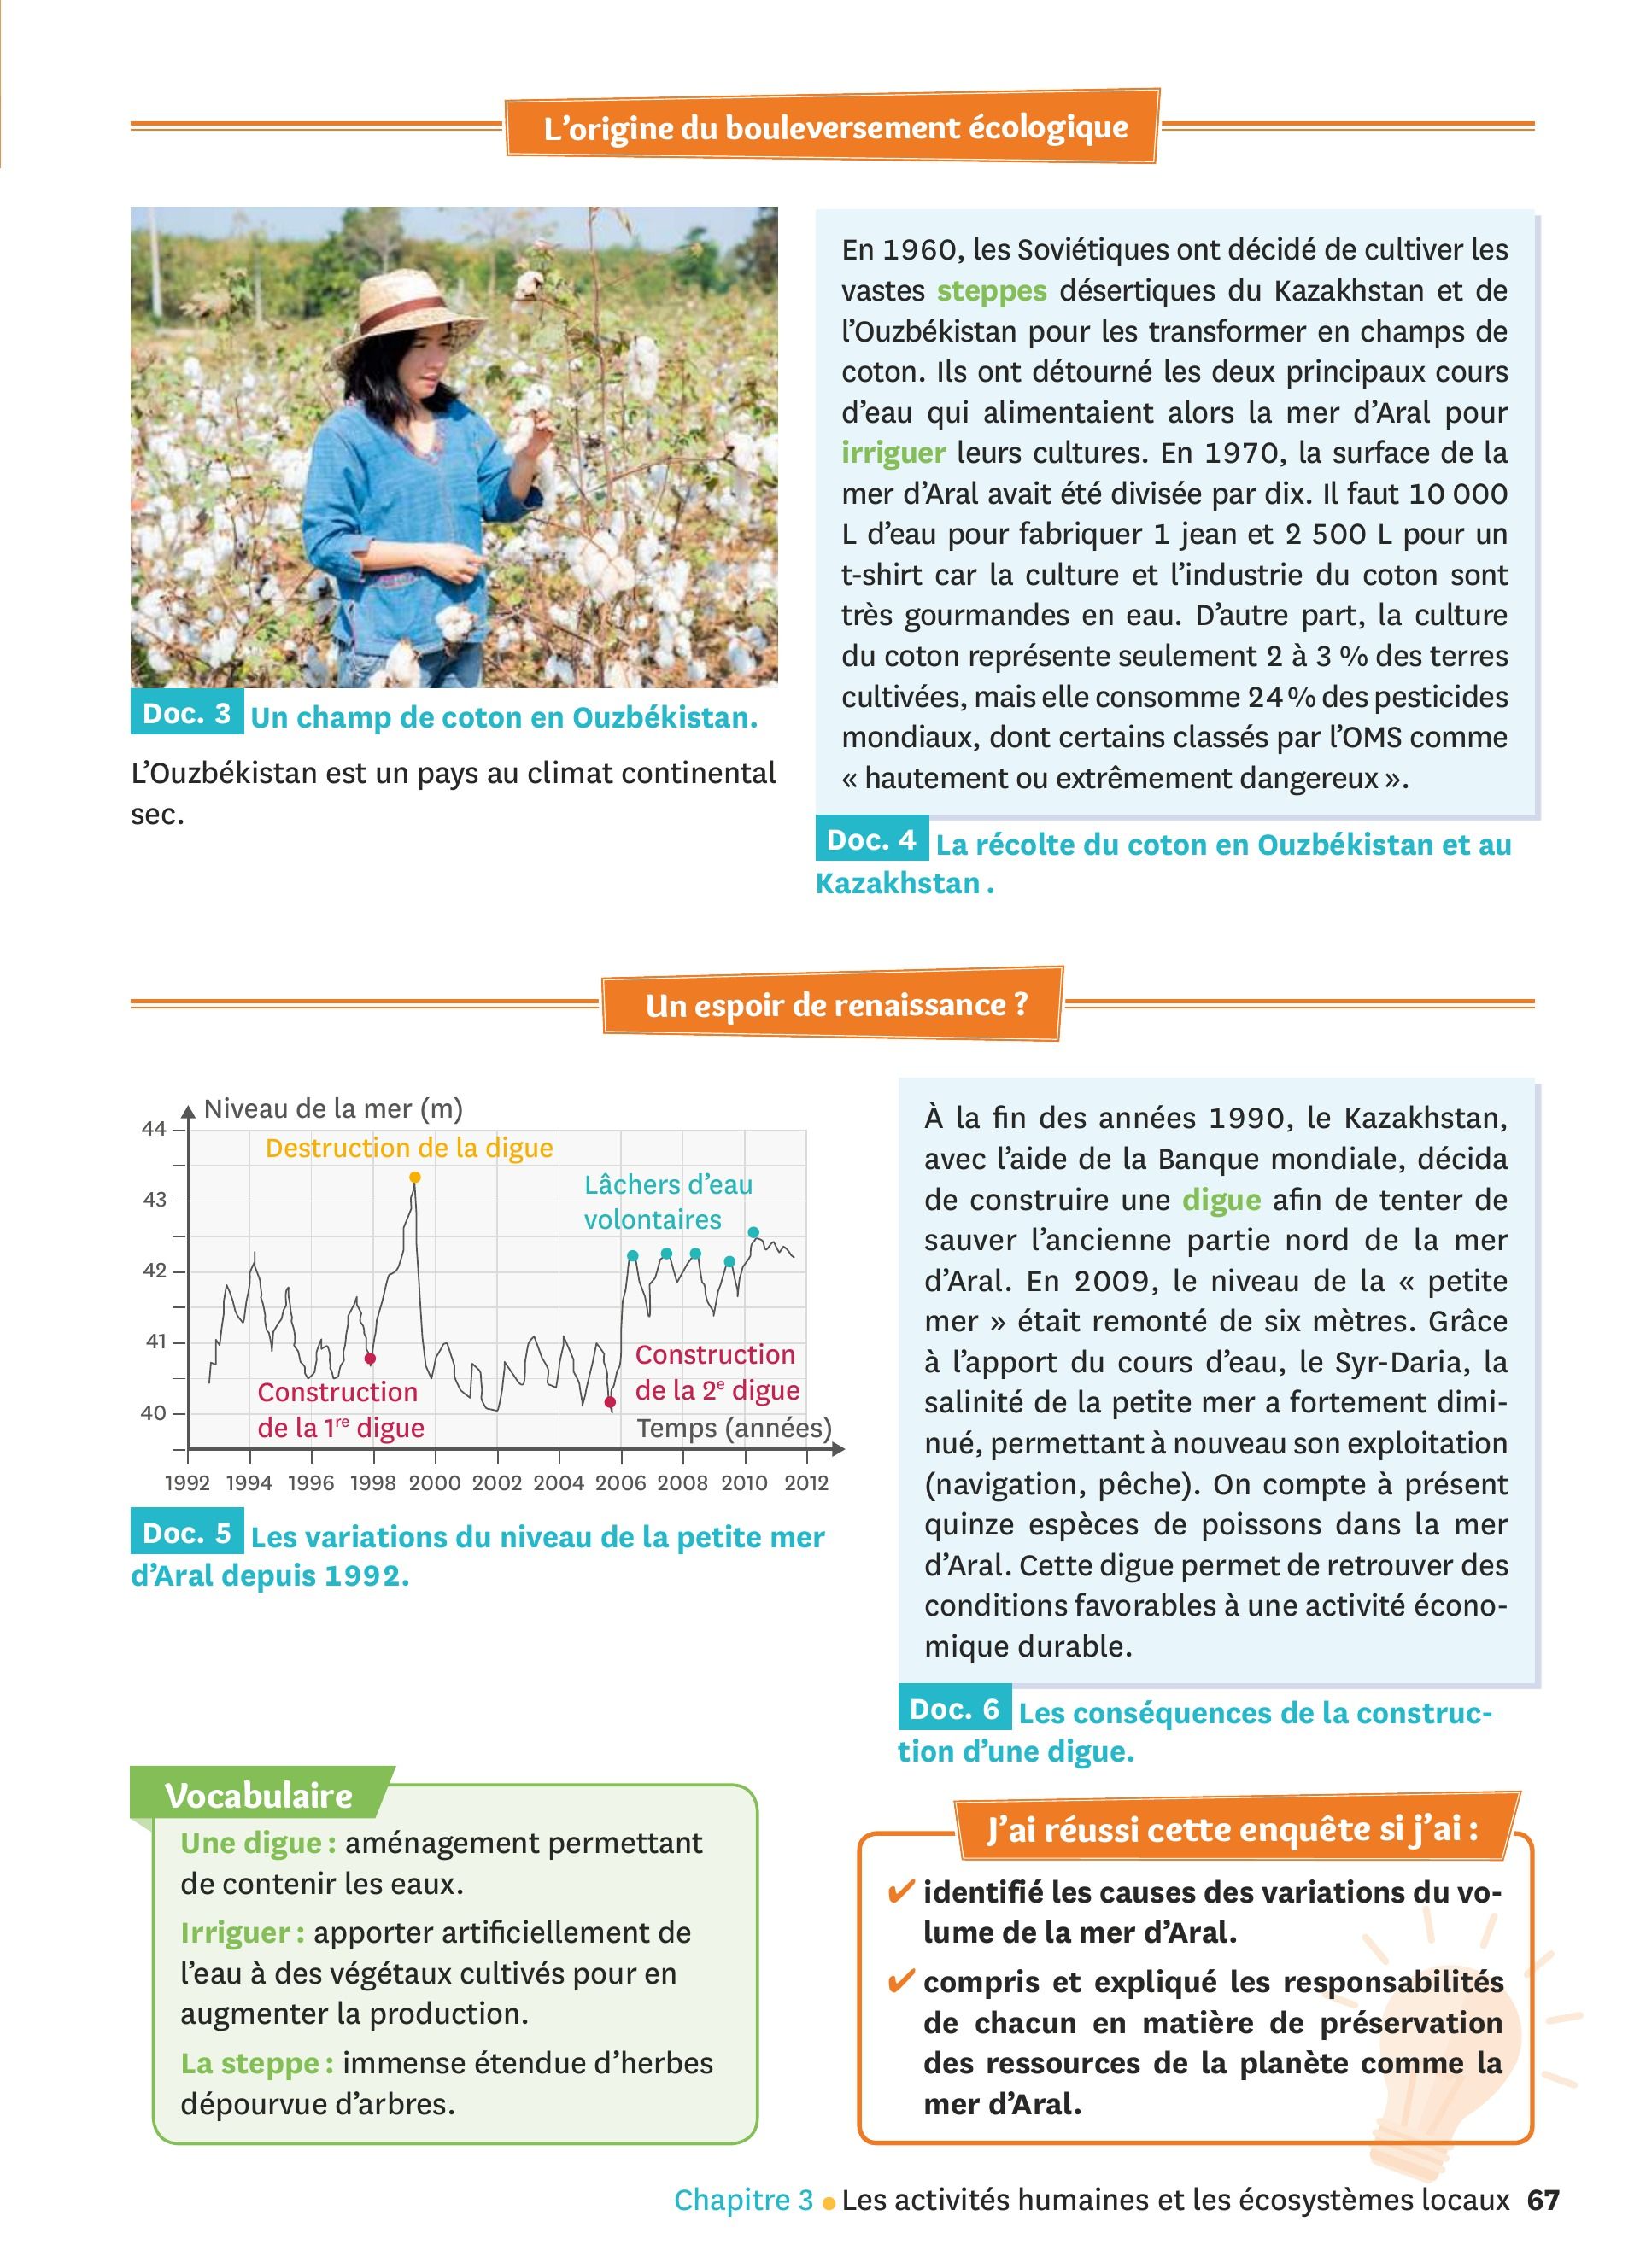 L'origine du bouleversement écologique
Doc. 3 Un champ de coton en Ouzbékistan.
L'Ouzbékistan est un pays au climat continental
sec.
En 1960, les Soviétiques ont décidé de cultiver les
vastes steppes désertiques du Kazakhstan et de
l'Ouzbékistan pour les transformer en champs de
coton. Ils ont détourné les deux principaux cours
d'eau qui alimentaient alors la mer d'Aral pour
irriguer leurs cultures. En 1970, la surface de la
mer d'Aral avait été divisée par dix. Il faut 10 000
L d'eau pour fabriquer 1 jean et 2 500 L pour un
t-shirt car la culture et l'industrie du coton sont
très gourmandes en eau. D'autre part, la culture
du coton représente seulement 2 à 3 % des terres
cultivées, mais elle consomme 24 % des pesticides
mondiaux, dont certains classés par l'OMS comme
« hautement ou extrêmement dangereux ».
Doc. 4 La récolte du coton en Ouzbékistan et au
Kazakhstan .
Un espoir de renaissance ?
Niveau de la mer (m)
44
43
42
41
40
Destruction de la digue
Lâchers d'eau
volontaires
Construction
de la 1re digue
Construction
de la 2e digue
Temps (années)
1992 1994 1996 1998 2000 2002 2004 2006 2008 2010 2012
Doc. 5 Les variations du niveau de la petite mer
d'Aral depuis 1992.
À la fin des années 1990, le Kazakhstan,
avec l'aide de la Banque mondiale, décida
de construire une digue afin de tenter de
sauver l'ancienne partie nord de la mer
d'Aral. En 2009, le niveau de la « petite
mer » était remonté de six mètres. Grâce
à l'apport du cours d'eau, le Syr-Daria, la
salinité de la petite mer a fortement dimi-
nué, permettant à nouveau son exploitation
(navigation, pêche). On compte à présent
quinze espèces de poissons dans la mer
d'Aral. Cette digue permet de retrouver des
conditions favorables à une activité écono-
mique durable.
Doc. 6 Les conséquences de la construc-
tion d'une digue.
Vocabulaire
Une digue : aménagement permettant
de contenir les eaux.
Irriguer : apporter artificiellement de
l'eau à des végétaux cultivés pour en
augmenter la production.
La steppe : immense étendue d'herbes
dépourvue d'arbres.
J'ai réussi cette enquête si j'ai :
✔ identifié les causes des variations du vo-
lume de la mer d'Aral.
✔ compris et expliqué les responsabilités
de chacun en matière de préservation
des ressources de la planète comme la
mer d'Aral.
Chapitre 3 • Les activités humaines et les écosystèmes locaux 67